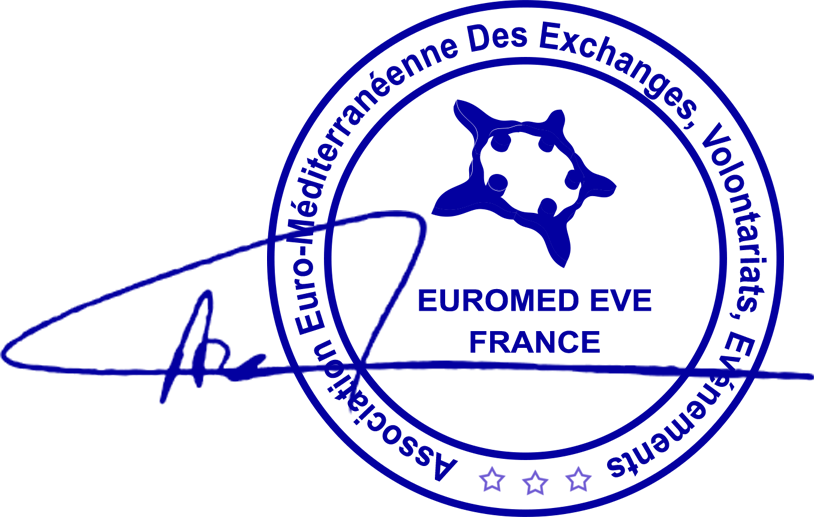 Association Euro-Méditerranéenne Des Exchanges, Volontariats, Evénements
EUROMED EVE
FRANCE